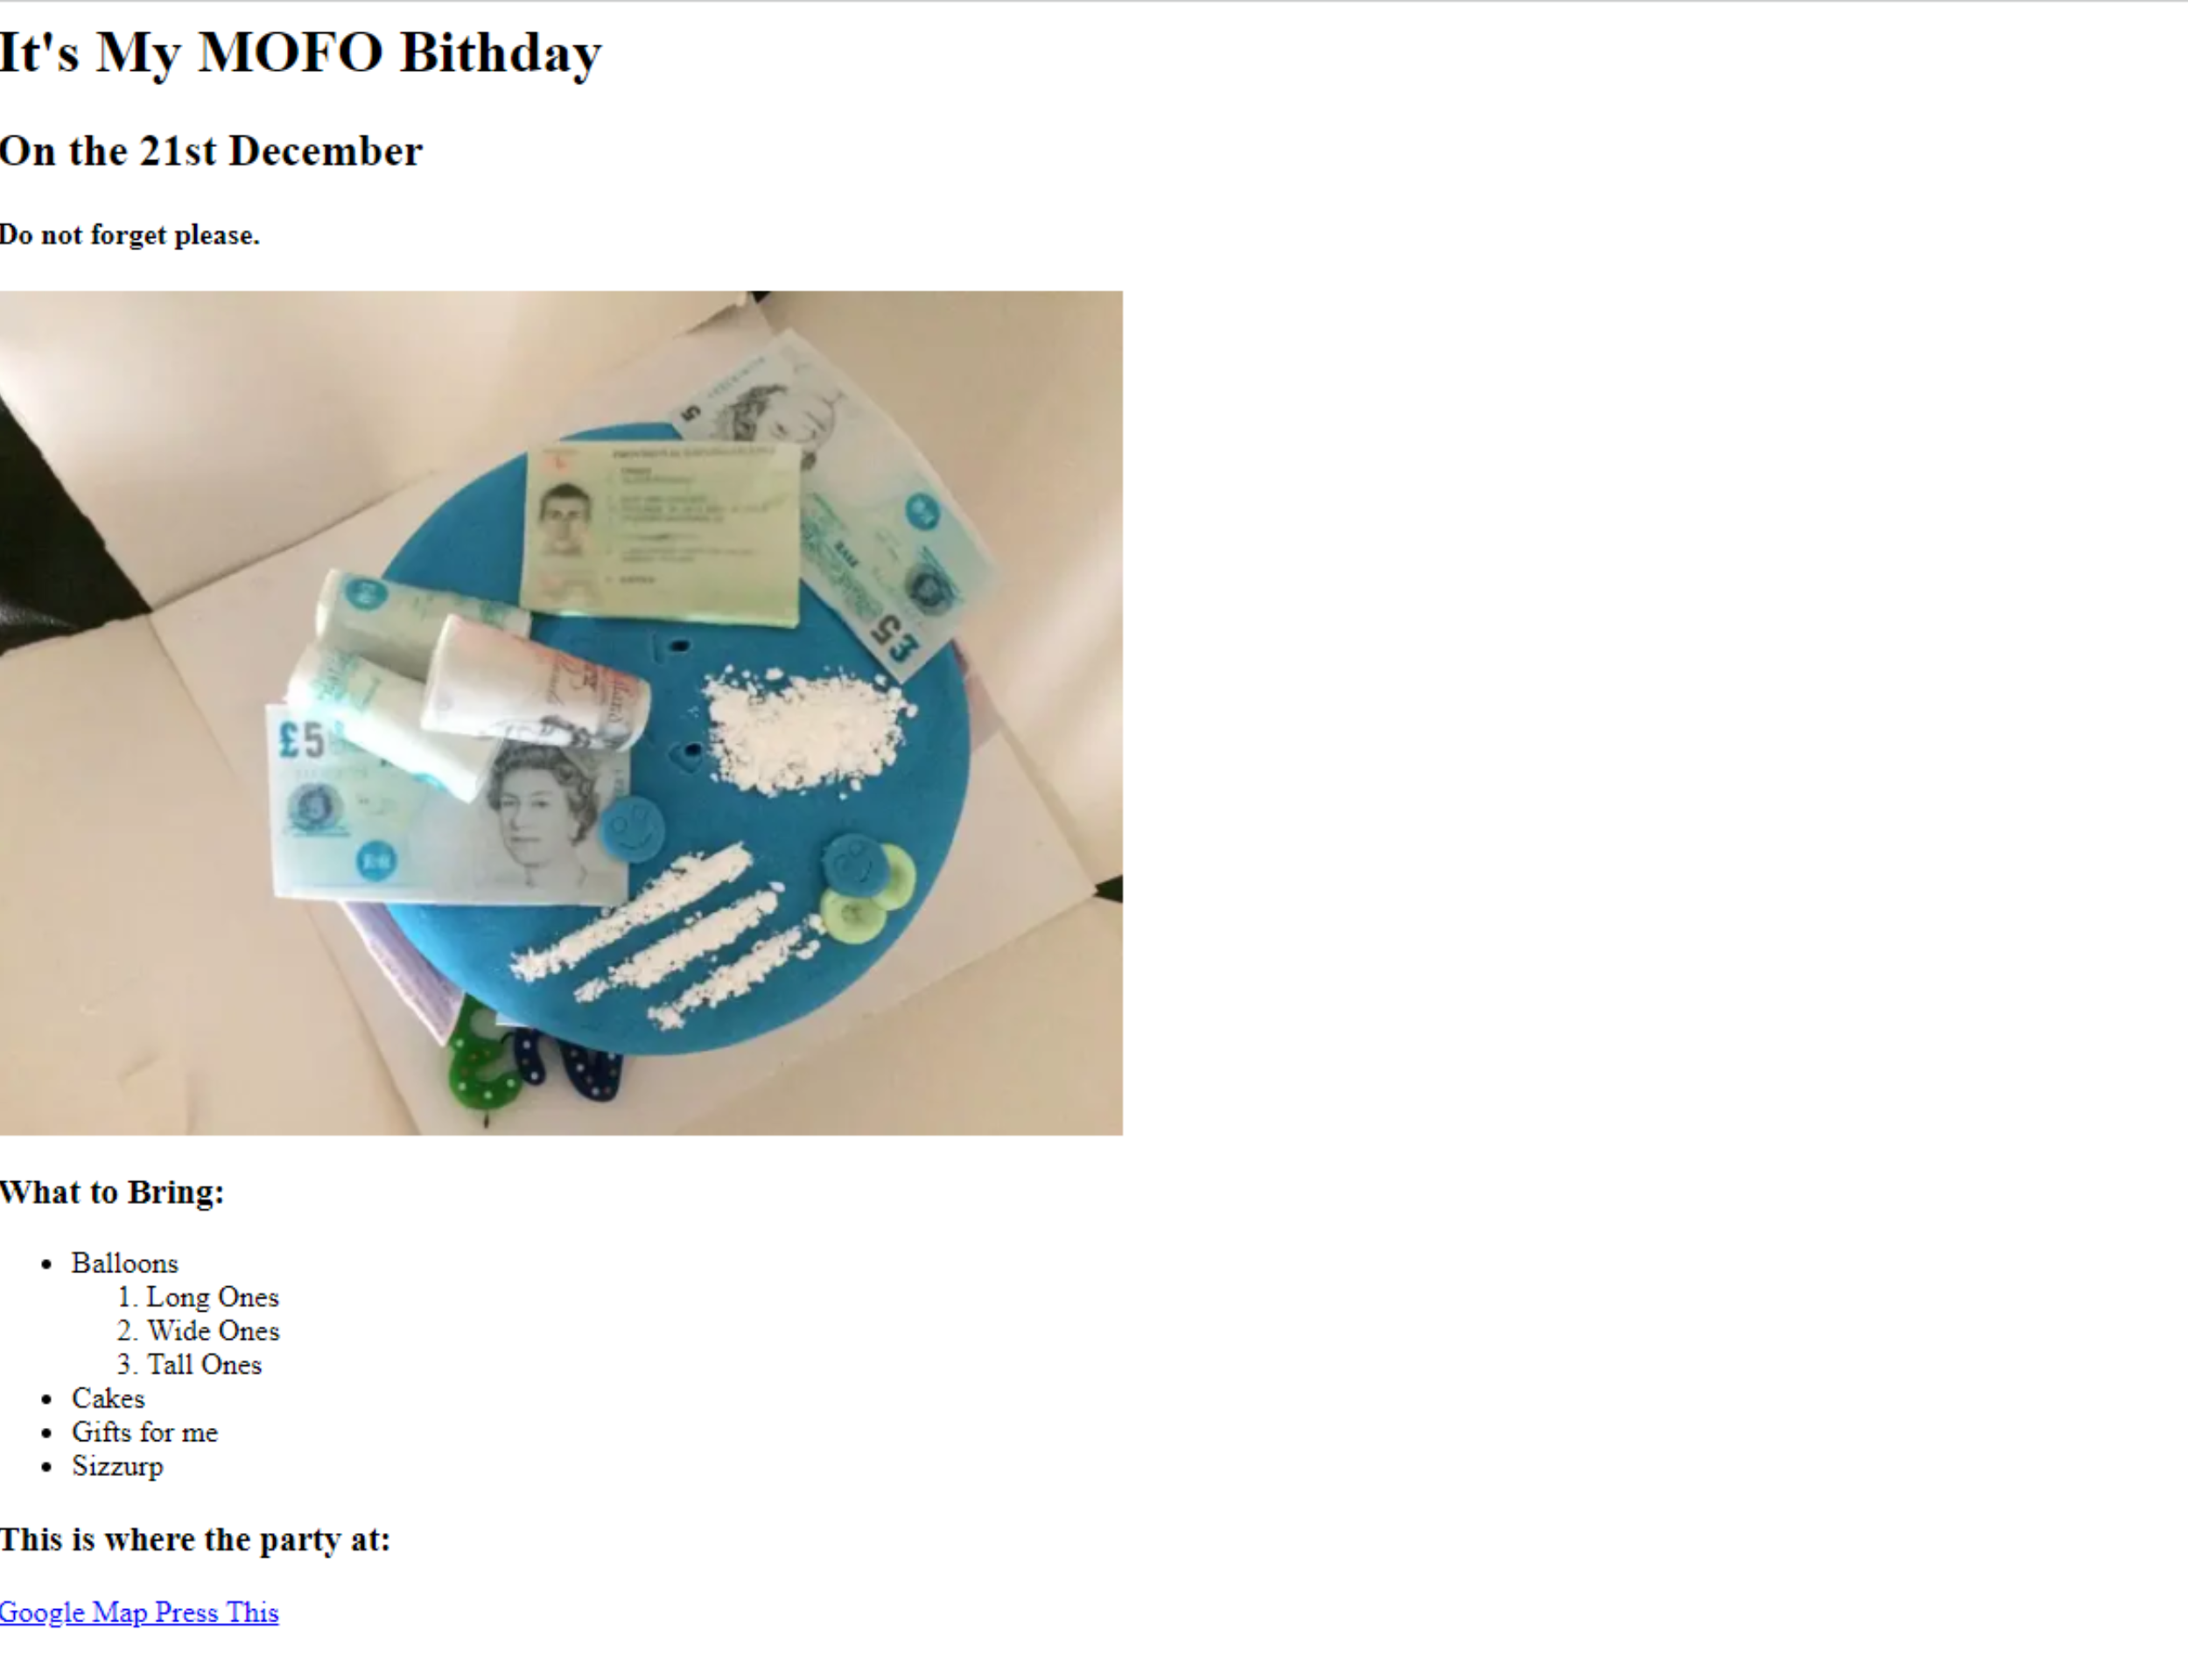 It's My MOFO Bithday
On the 21st December
Do not forget please.
5
£5
FIVE
£5
What to Bring:
• Balloons
1. Long Ones
2. Wide Ones
3. Tall Ones
• Cakes
• Gifts for me
• Sizzurp
This is where the party at:
Google Map Press This